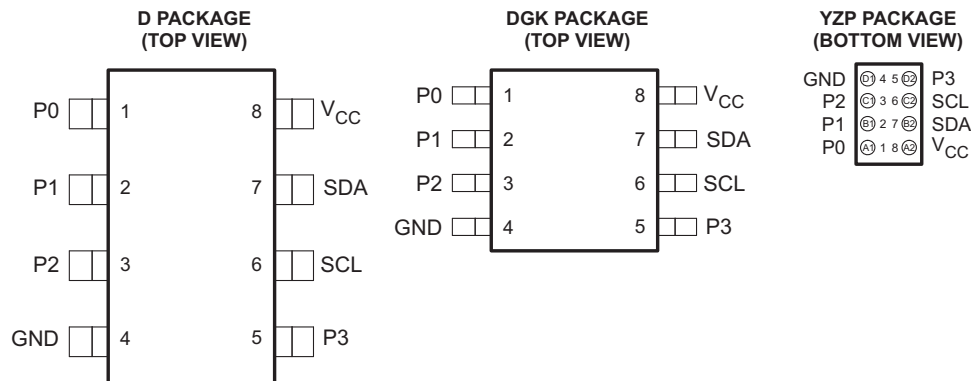 D PACKAGE
(TOP VIEW)
P0 1 8 VCC
P1 2 7 SDA
P2 3 6 SCL
GND 4 5 P3
DGK PACKAGE
(TOP VIEW)
P0 1 8 VCC
P1 2 7 SDA
P2 3 6 SCL
GND 4 5 P3
YZP PACKAGE
(BOTTOM VIEW)
GND D1 4 5 D2 P3
P2 C1 3 6 C2 SCL
P1 B1 2 7 B2 SDA
P0 A1 1 8 A2 VCC